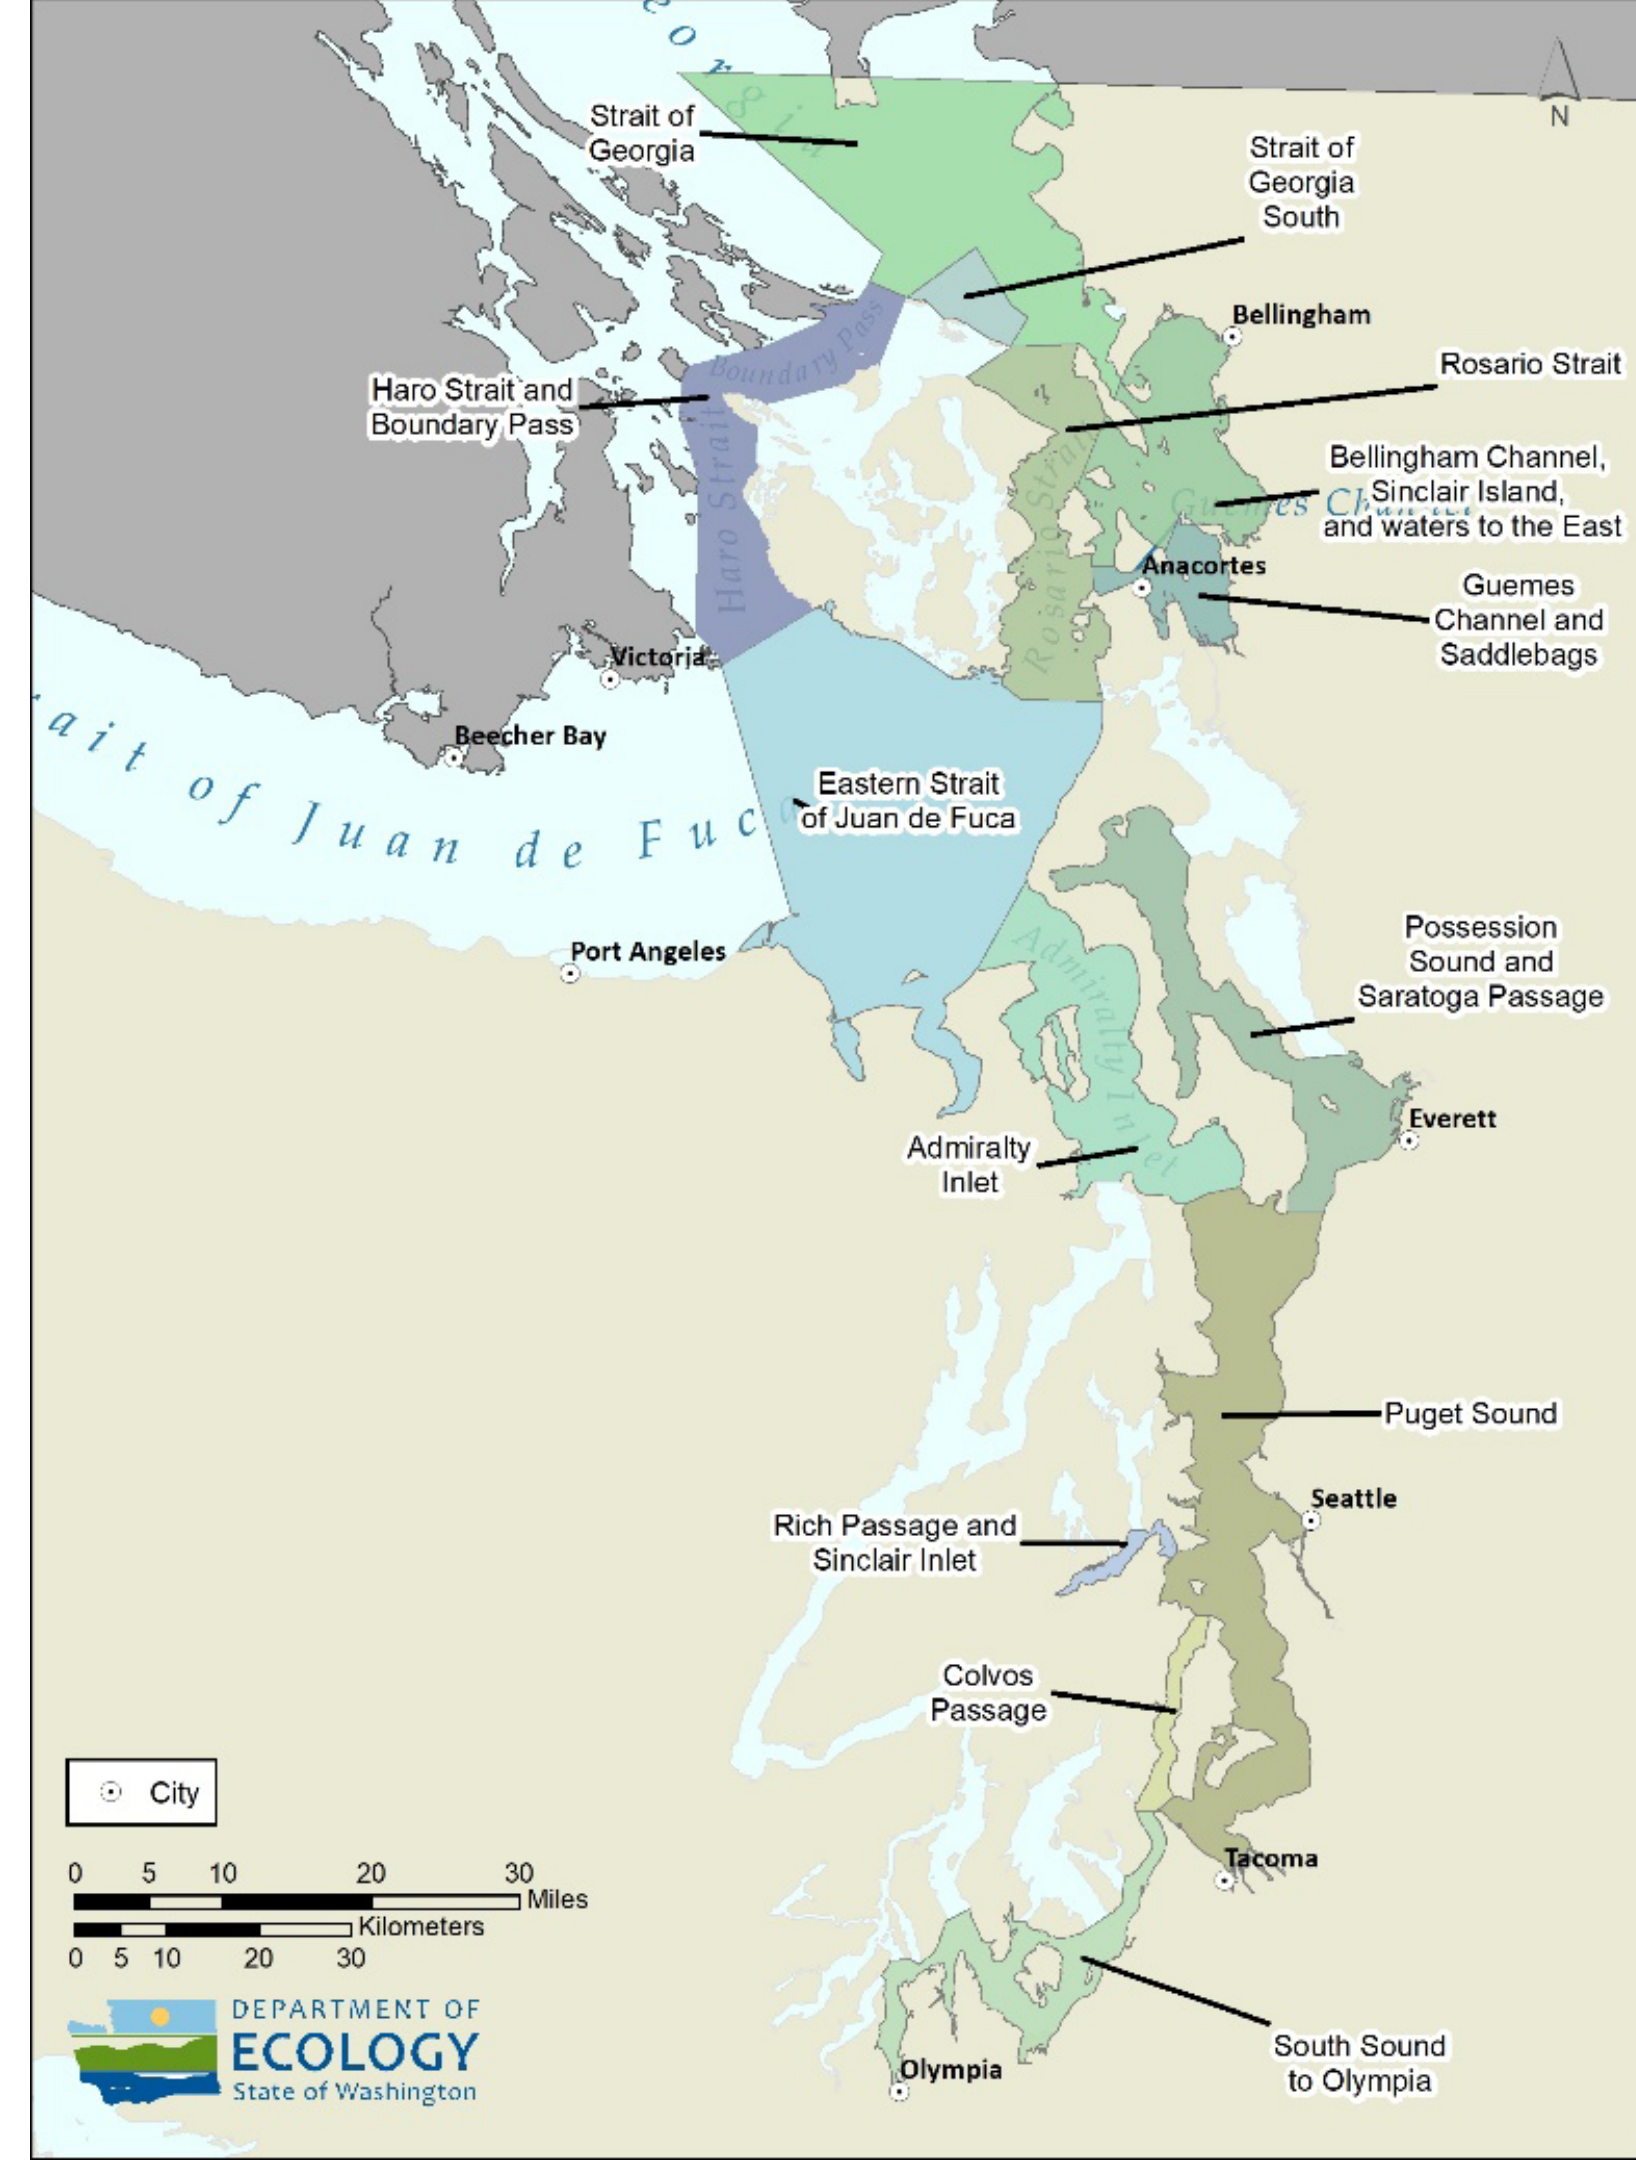 N
Strait of
Georgia
Strait of
Georgia
South
Bellingham
Rosario Strait
Boundary Pass
Haro Strait and
Boundary Pass
Haro Strait
Rosario Strait
Bellingham Channel,
Sinclair Island,
and waters to the East
Anacortes
Guemes
Channel and
Saddlebags
Victoria
Beecher Bay
rait of Juan de Fuca
Eastern Strait
of Juan de Fuca
Port Angeles
Admiralty Inlet
Possession
Sound and
Saratoga Passage
Everett
Admiralty
Inlet
Puget Sound
Seattle
Rich Passage and
Sinclair Inlet
Colvos
Passage
City
Tacoma
0 5 10 20 30
Miles
Kilometers
0 5 10 20 30
DEPARTMENT OF
ECOLOGY
State of Washington
Olympia
South Sound
to Olympia